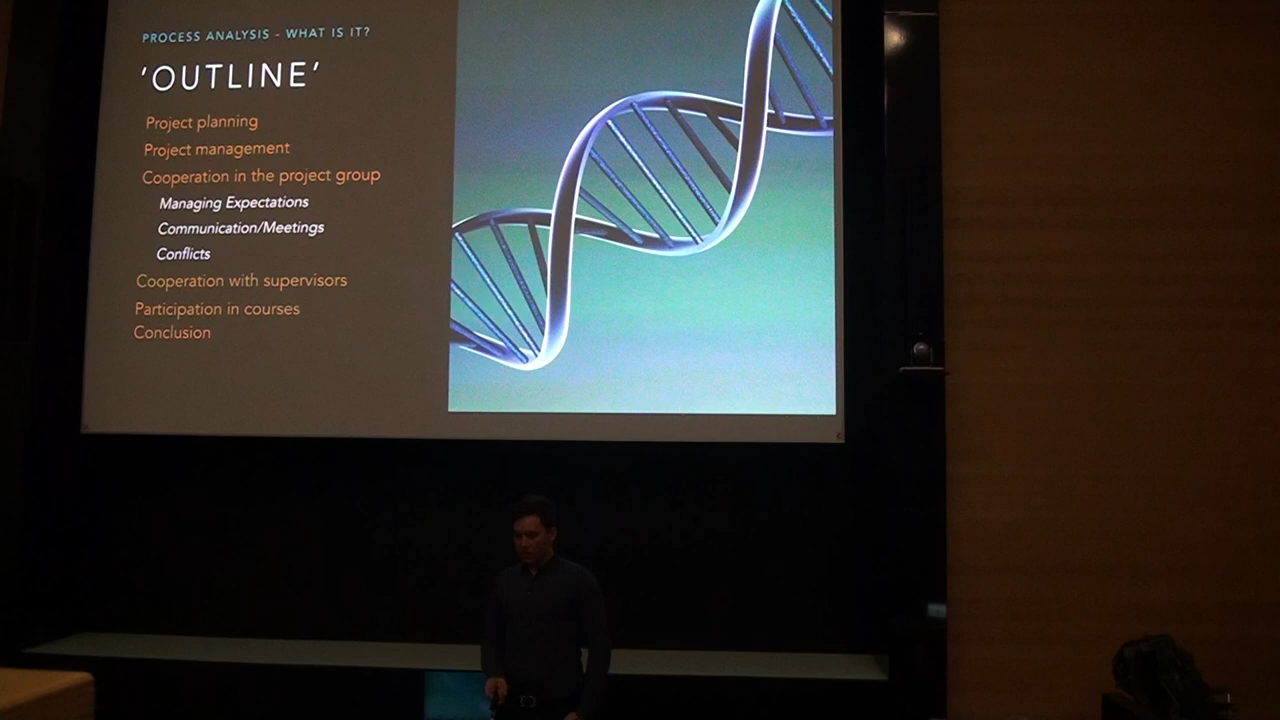 PROCESS ANALYSIS - WHAT IS IT?
'OUTLINE'
Project planning
Project management
Cooperation in the project group
Managing Expectations
Communication/Meetings
Conflicts
Cooperation with supervisors
Participation in courses
Conclusion